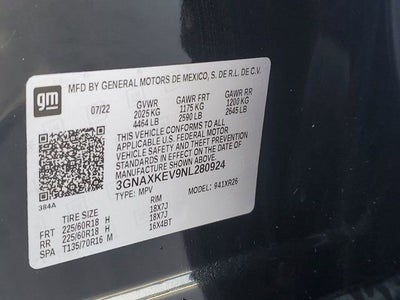 gm
MFD BY GENERAL MOTORS DE MEXICO, S. DE R.L. DE C.V.
07/22 GVWR GAWR FRT GAWR RR
2025 KG 1175 KG 1200 KG
4464 LB 2590 LB 2645 LB
THIS VEHICLE CONFORMS TO ALL
APPLICABLE U.S. FEDERAL MOTOR
VEHICLE SAFETY AND THEFT
PREVENTION STANDARDS IN EFFECT
ON THE DATE OF MANUFACTURE
SHOWN ABOVE.
3GNAXKEV9NL280924
384A TYPE: MPV MODEL: 941XR26
TIRE SIZE RIM
FRT 225/60R18 H 18X7J
RR 225/60R18 H 18X7J
SPA T135/70R16 M 16X4BT